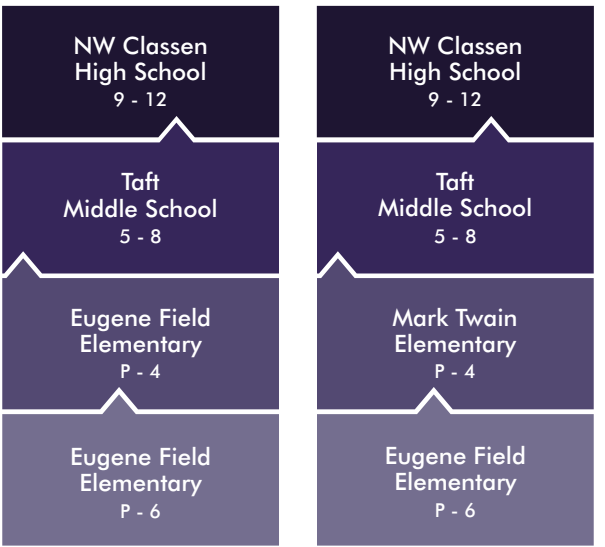 NW Classen
High School
9 - 12
Taft
Middle School
5 - 8
Eugene Field
Elementary
P - 4
Eugene Field
Elementary
P - 6
NW Classen
High School
9 - 12
Taft
Middle School
5 - 8
Mark Twain
Elementary
P - 4
Eugene Field
Elementary
P - 6